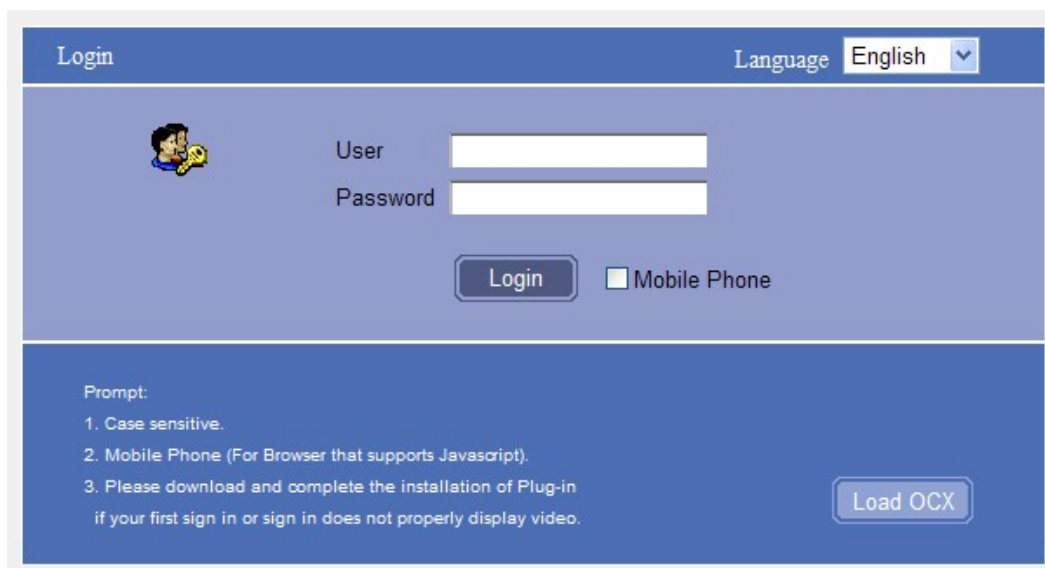 Login
Language English
User
Password
Login Mobile Phone
Prompt:
1. Case sensitive.
2. Mobile Phone (For Browser that supports Javascript).
3. Please download and complete the installation of Plug-in
if your first sign in or sign in does not properly display video.
Load OCX